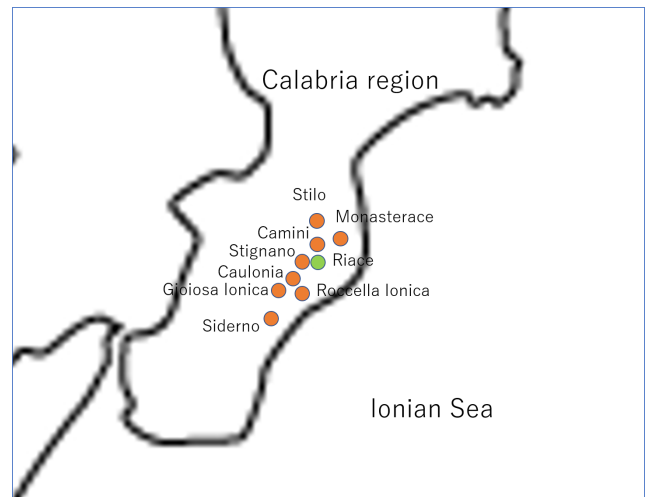 Calabria region
Stilo
Monasterace
Camini
Stignano
Riace
Caulonia
Gioiosa Ionica
Roccella Ionica
Siderno
Ionian Sea